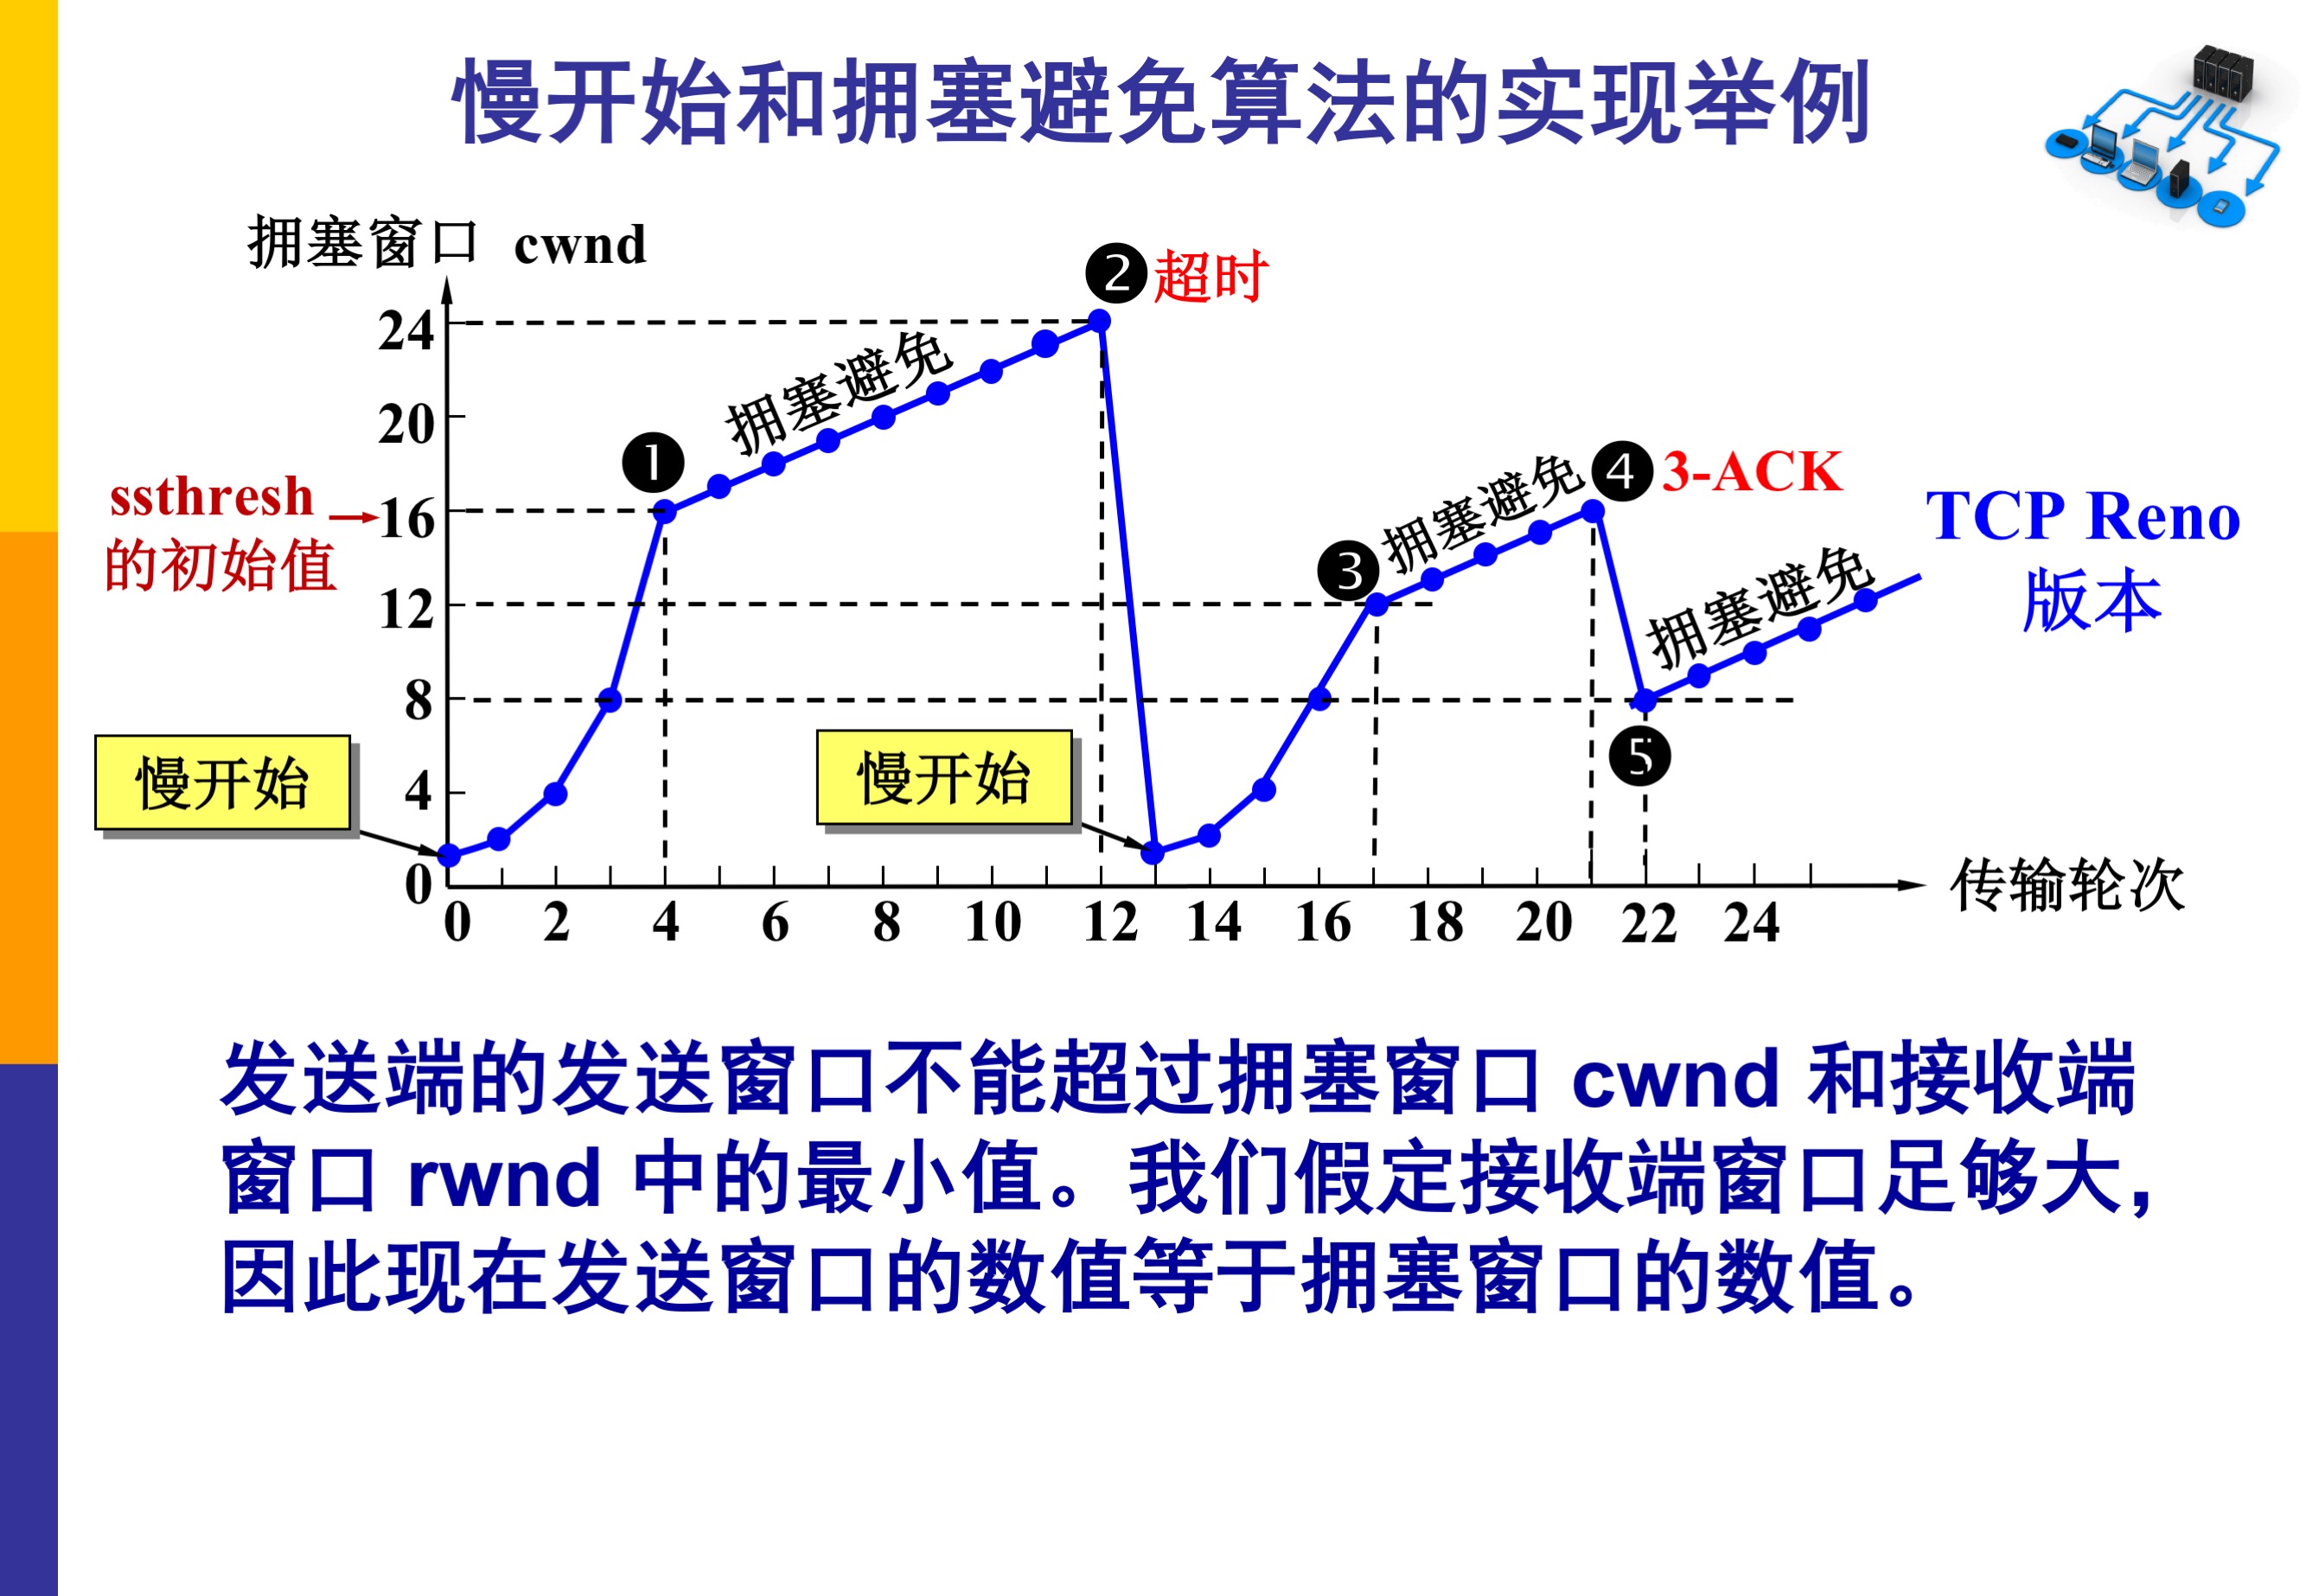 慢开始和拥塞避免算法的实现举例
拥塞窗口 cwnd
❷ 超时
24
拥塞避免
20
❶
❹ 3-ACK
ssthresh
的初始值
16
拥塞避免
TCP Reno
版本
❸
12
拥塞避免
8
慢开始
慢开始
❺
4
0
0 2 4 6 8 10 12 14 16 18 20 22 24
传输轮次
发送端的发送窗口不能超过拥塞窗口 cwnd 和接收端
窗口 rwnd 中的最小值。我们假定接收端窗口足够大，
因此现在发送窗口的数值等于拥塞窗口的数值。